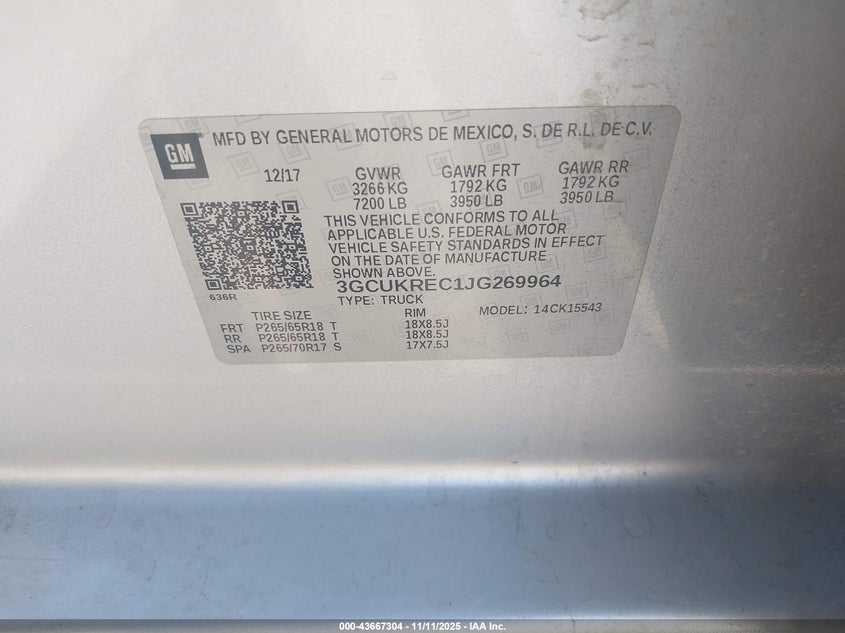 GM
MFD BY GENERAL MOTORS DE MEXICO, S. DE R.L. DE C.V.
12/17 GVWR GAWR FRT GAWR RR
3266 KG 1792 KG 1792 KG
7200 LB 3950 LB 3950 LB
THIS VEHICLE CONFORMS TO ALL
APPLICABLE U.S. FEDERAL MOTOR
VEHICLE SAFETY STANDARDS IN EFFECT
ON THE DATE OF MANUFACTURE
SHOWN ABOVE.
3GCUKREC1JG269964
636R
TYPE: TRUCK MODEL: 14CK15543
TIRE SIZE RIM
FRT P265/65R18 T 18X8.5J
RR P265/65R18 T 18X8.5J
SPA P265/70R17 S 17X7.5J
000-43667304 - 11/11/2025 - IAA Inc.